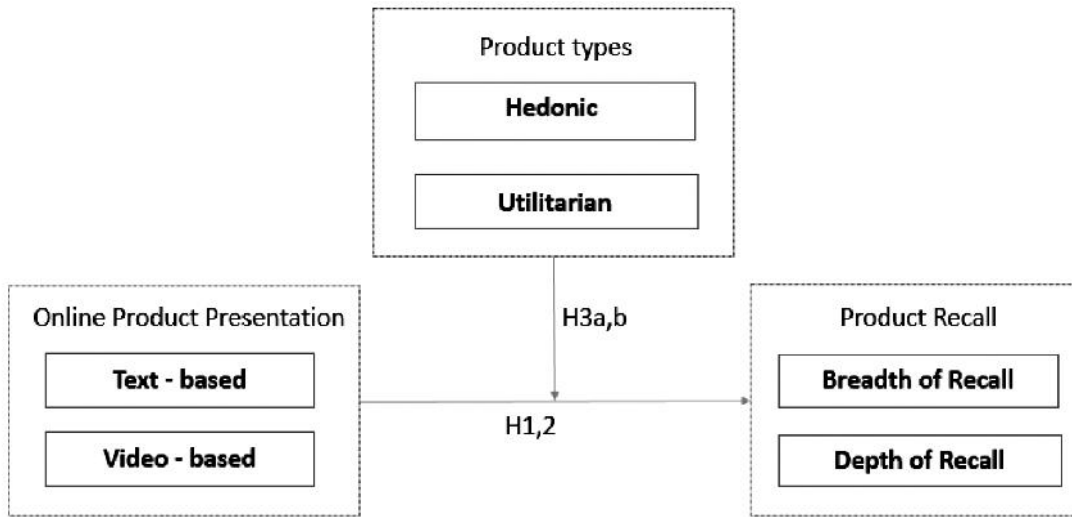 Product types
Hedonic
Utilitarian
H3a,b
Online Product Presentation
Text - based
Video - based
H1,2
Product Recall
Breadth of Recall
Depth of Recall